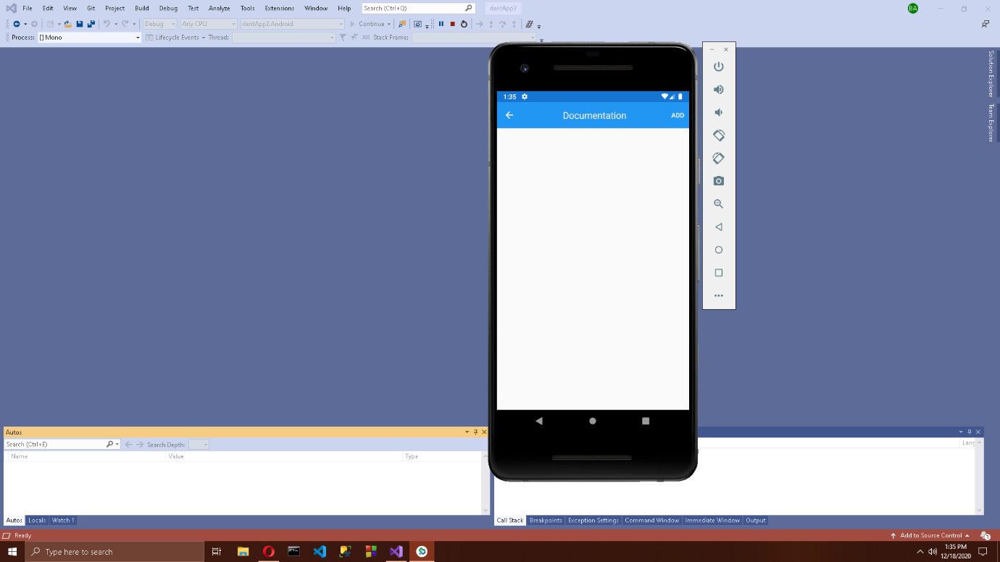 File Edit View Git Project Build Debug Test Analyze Tools Extensions Window Help Search (Ctrl+Q) dentApp2 BA
Debug Any CPU dentApp2.Android Continue
Process: [] Mono Lifecycle Events Thread: Stack Frame:
Solution Explorer
Team Explorer
1:35
Documentation ADD
Autos
Search (Ctrl+E) Search Depth:
Name Value Type
Lang
Autos Locals Watch 1
Call Stack Breakpoints Exception Settings Command Window Immediate Window Output
Ready Add to Source Control 1
Type here to search
1:35 PM
12/18/2020